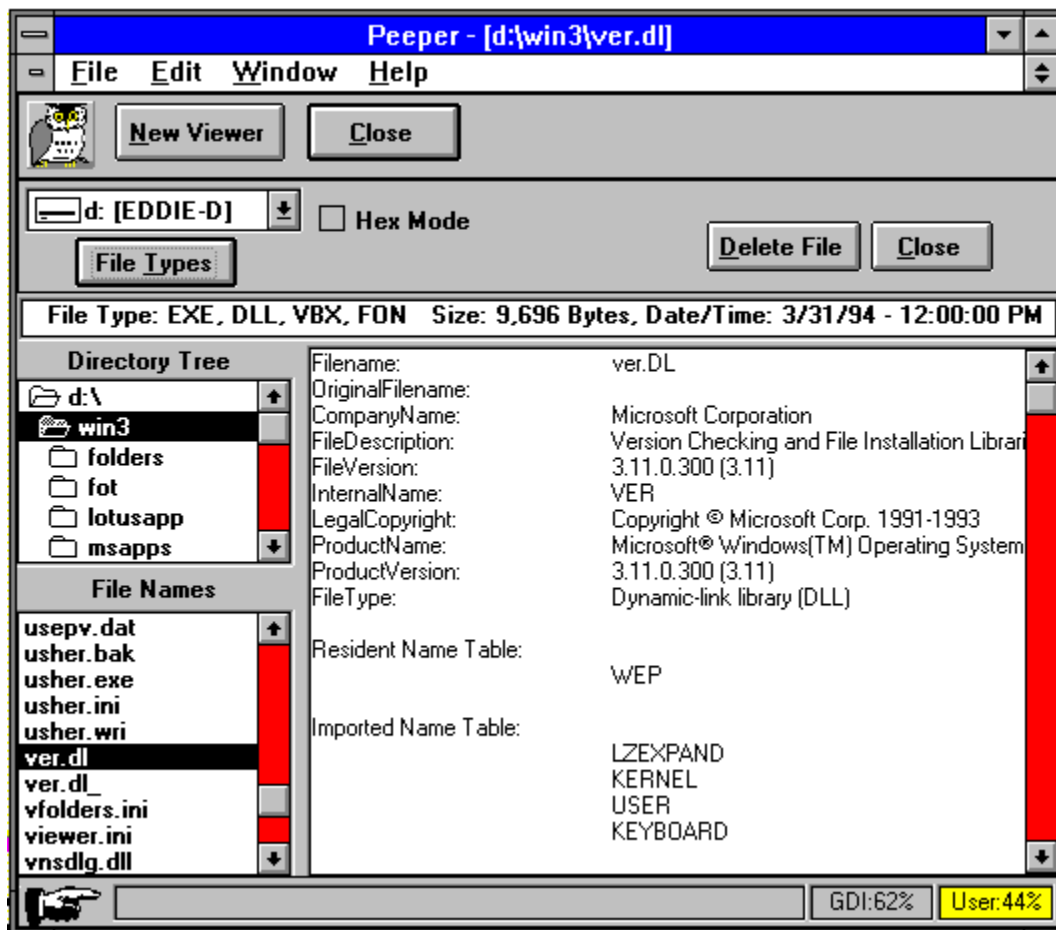 Peeper - [d:\win3\ver.dl]
File Edit Window Help
New Viewer Close
d: [EDDIE-D] Hex Mode
File Types Delete File Close
File Type: EXE, DLL, VBX, FON Size: 9,696 Bytes, Date/Time: 3/31/94 - 12:00:00 PM
Directory Tree
d:\
win3
folders
fot
lotusapp
msapps
File Names
usepv.dat
usher.bak
usher.exe
usher.ini
usher.wri
ver.dl
ver.dl_
vfolders.ini
viewer.ini
vnsdlg.dll
Filename: ver.DL
OriginalFilename:
CompanyName: Microsoft Corporation
FileDescription: Version Checking and File Installation Librari
FileVersion: 3.11.0.300 (3.11)
InternalName: VER
LegalCopyright: Copyright © Microsoft Corp. 1991-1993
ProductName: Microsoft® Windows(TM) Operating System
ProductVersion: 3.11.0.300 (3.11)
FileType: Dynamic-link library (DLL)
Resident Name Table:
WEP
Imported Name Table:
LZEXPAND
KERNEL
USER
KEYBOARD
GDI:62% User:44%